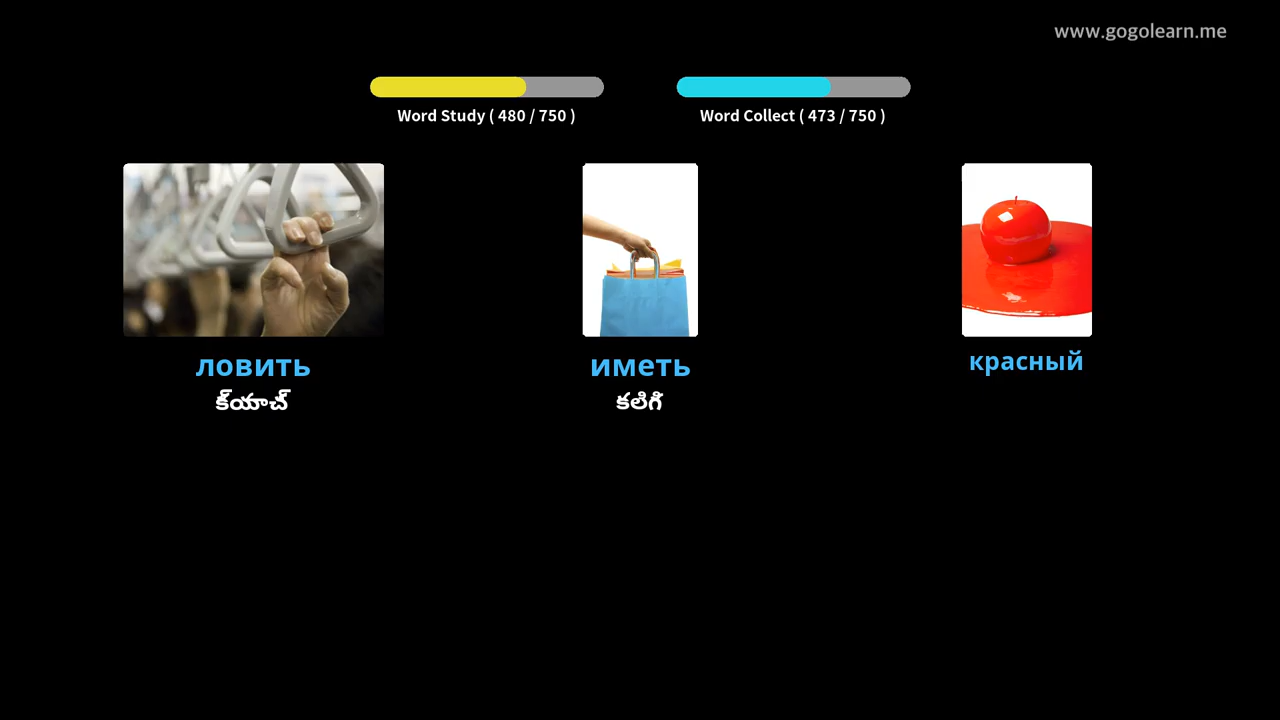 www.gogolearn.me
Word Study ( 480 / 750 )
Word Collect ( 473 / 750 )
ловить
иметь
красный
క్‌యాచ్
కలిగి